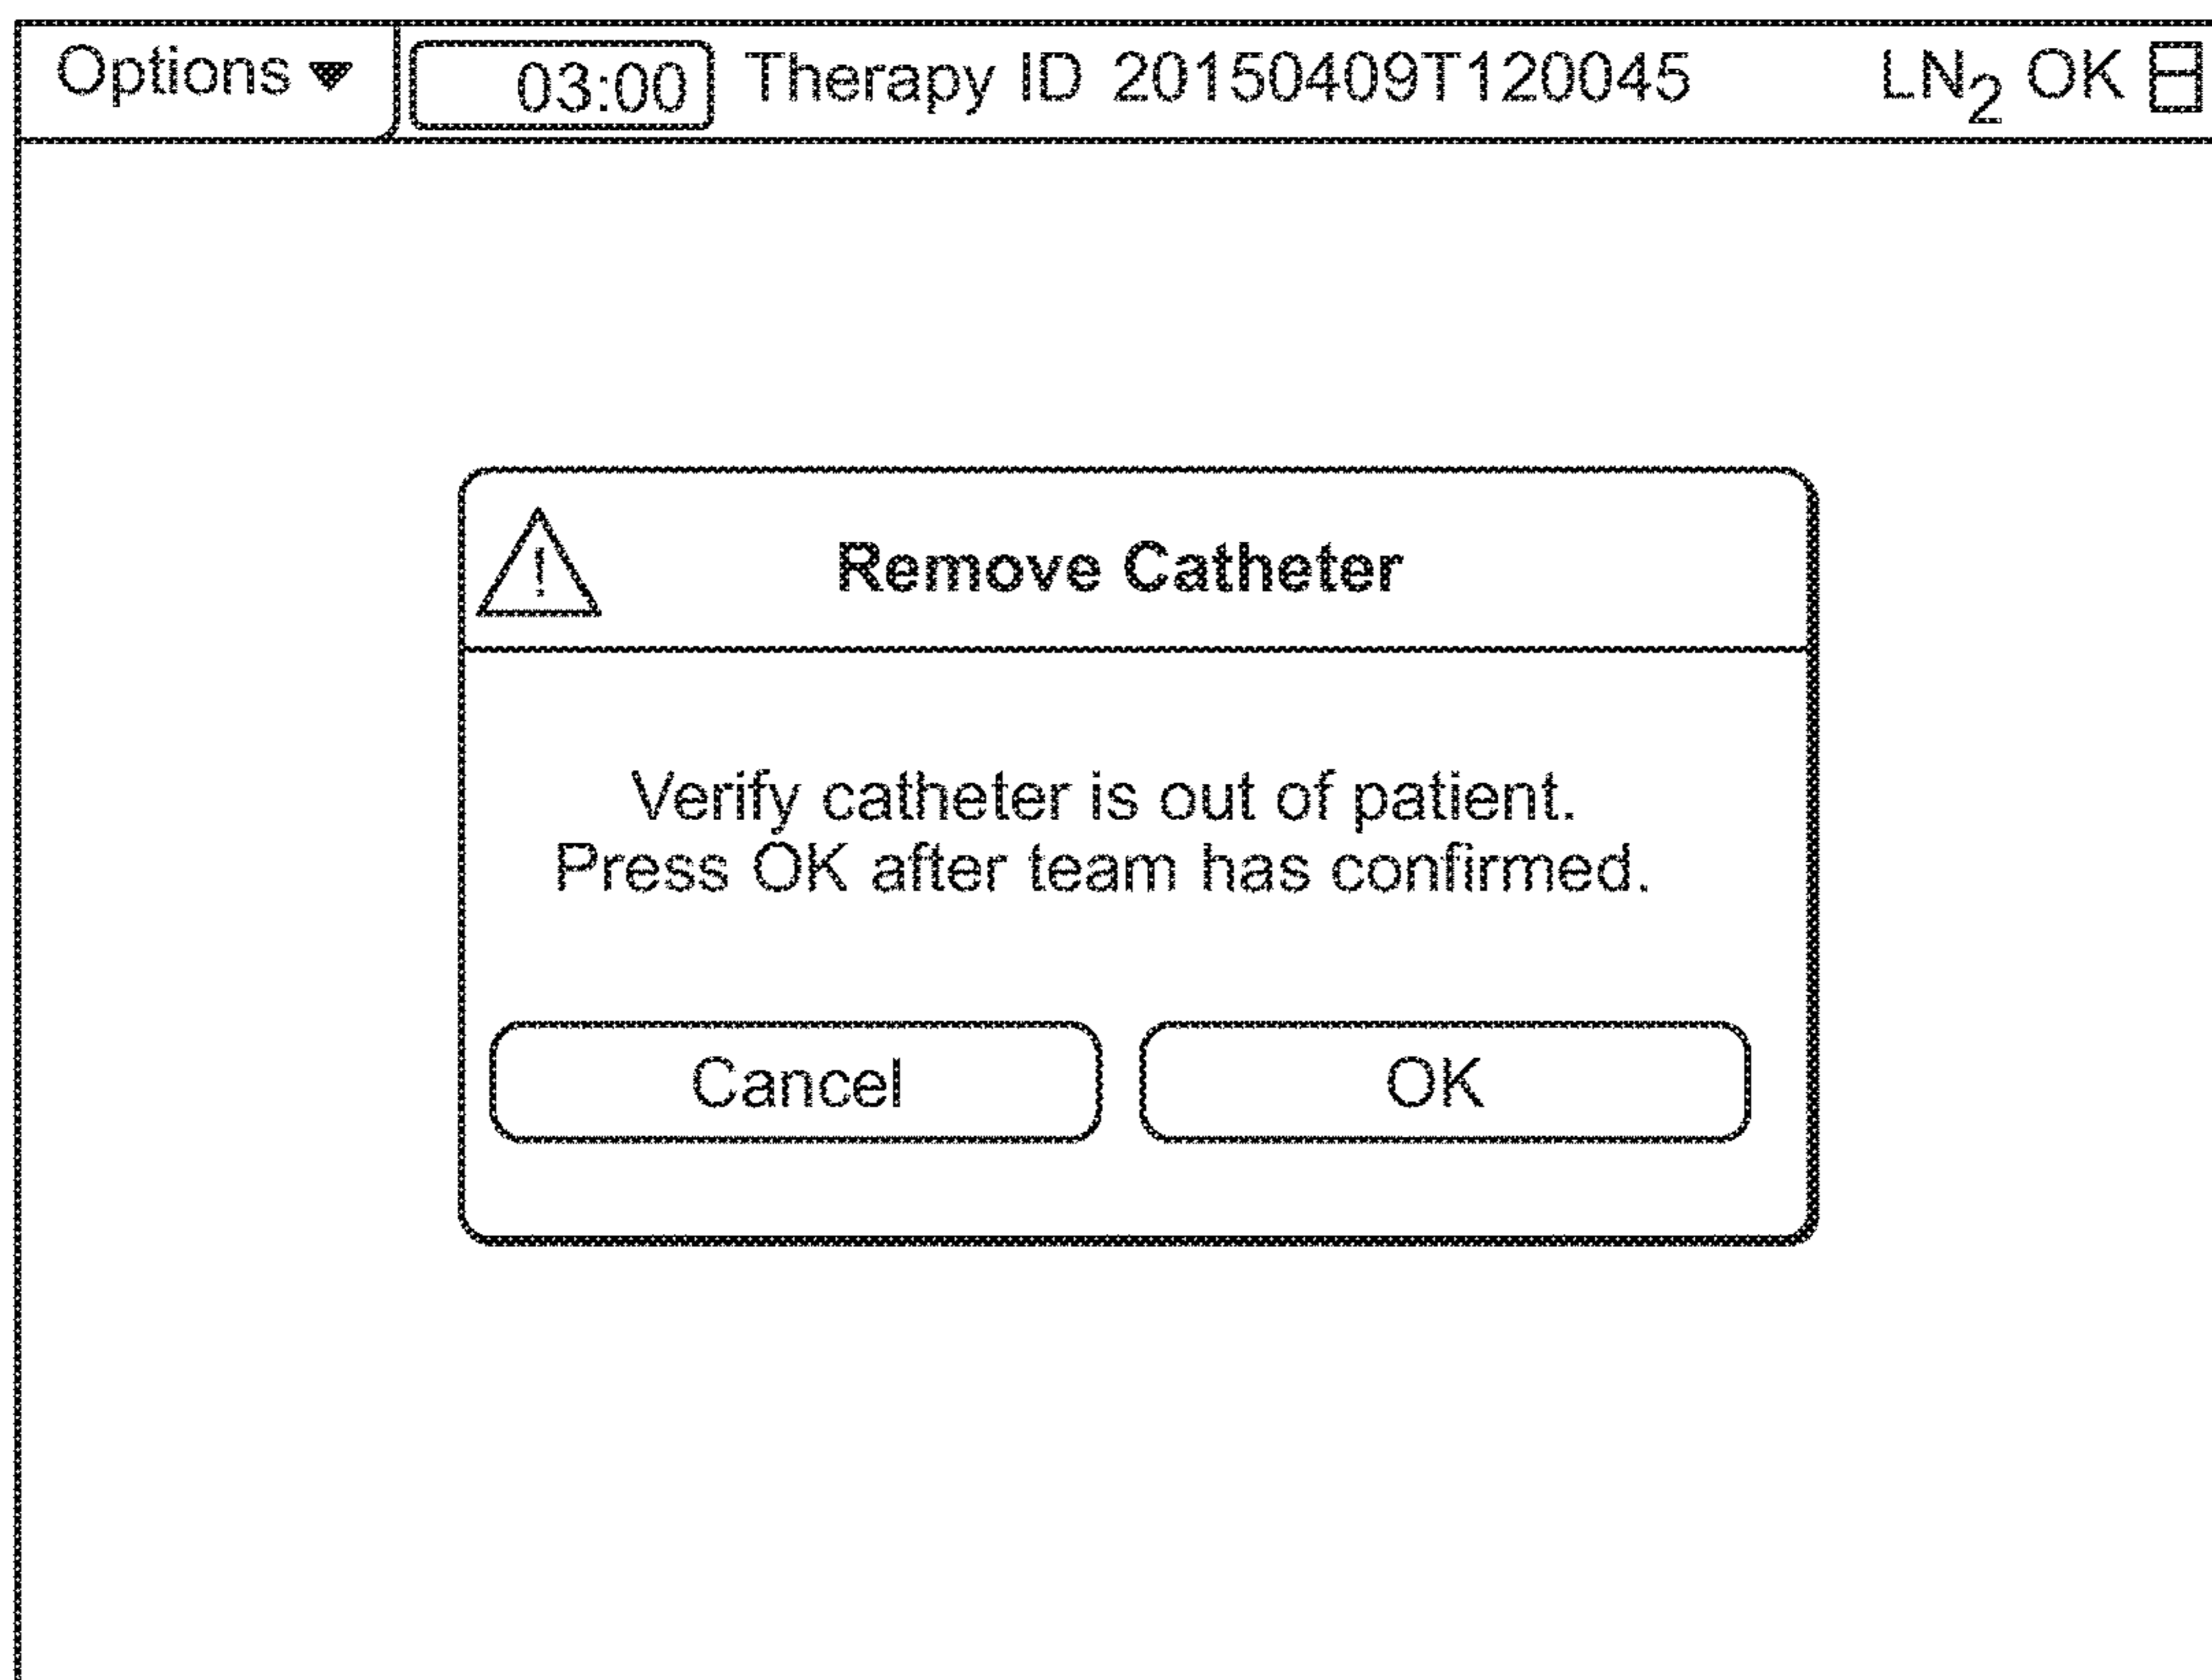 Options ▼ 03:00 Therapy ID 20150409T120045 LN₂ OK
! Remove Catheter
Verify catheter is out of patient.
Press OK after team has confirmed.
Cancel OK